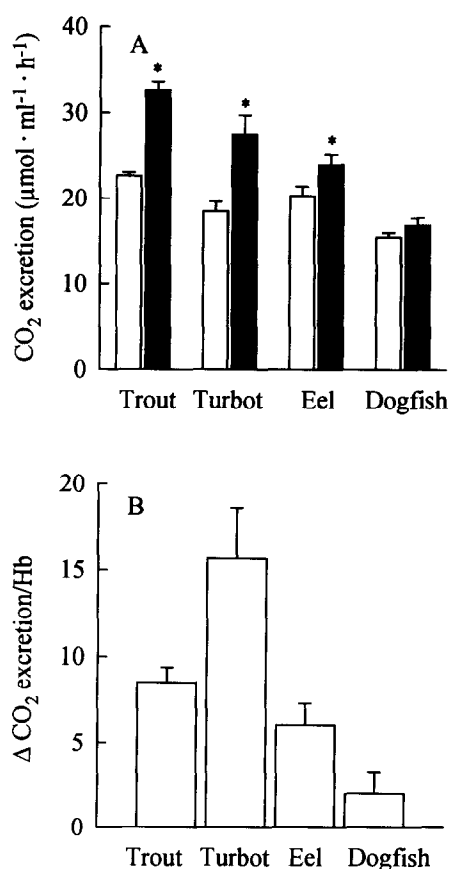 A
CO₂ excretion (μmol · ml⁻¹ · h⁻¹)
40
30
20
10
0
* * *
Trout Turbot Eel Dogfish
B
Δ CO₂ excretion/Hb
20
15
10
5
0
Trout Turbot Eel Dogfish